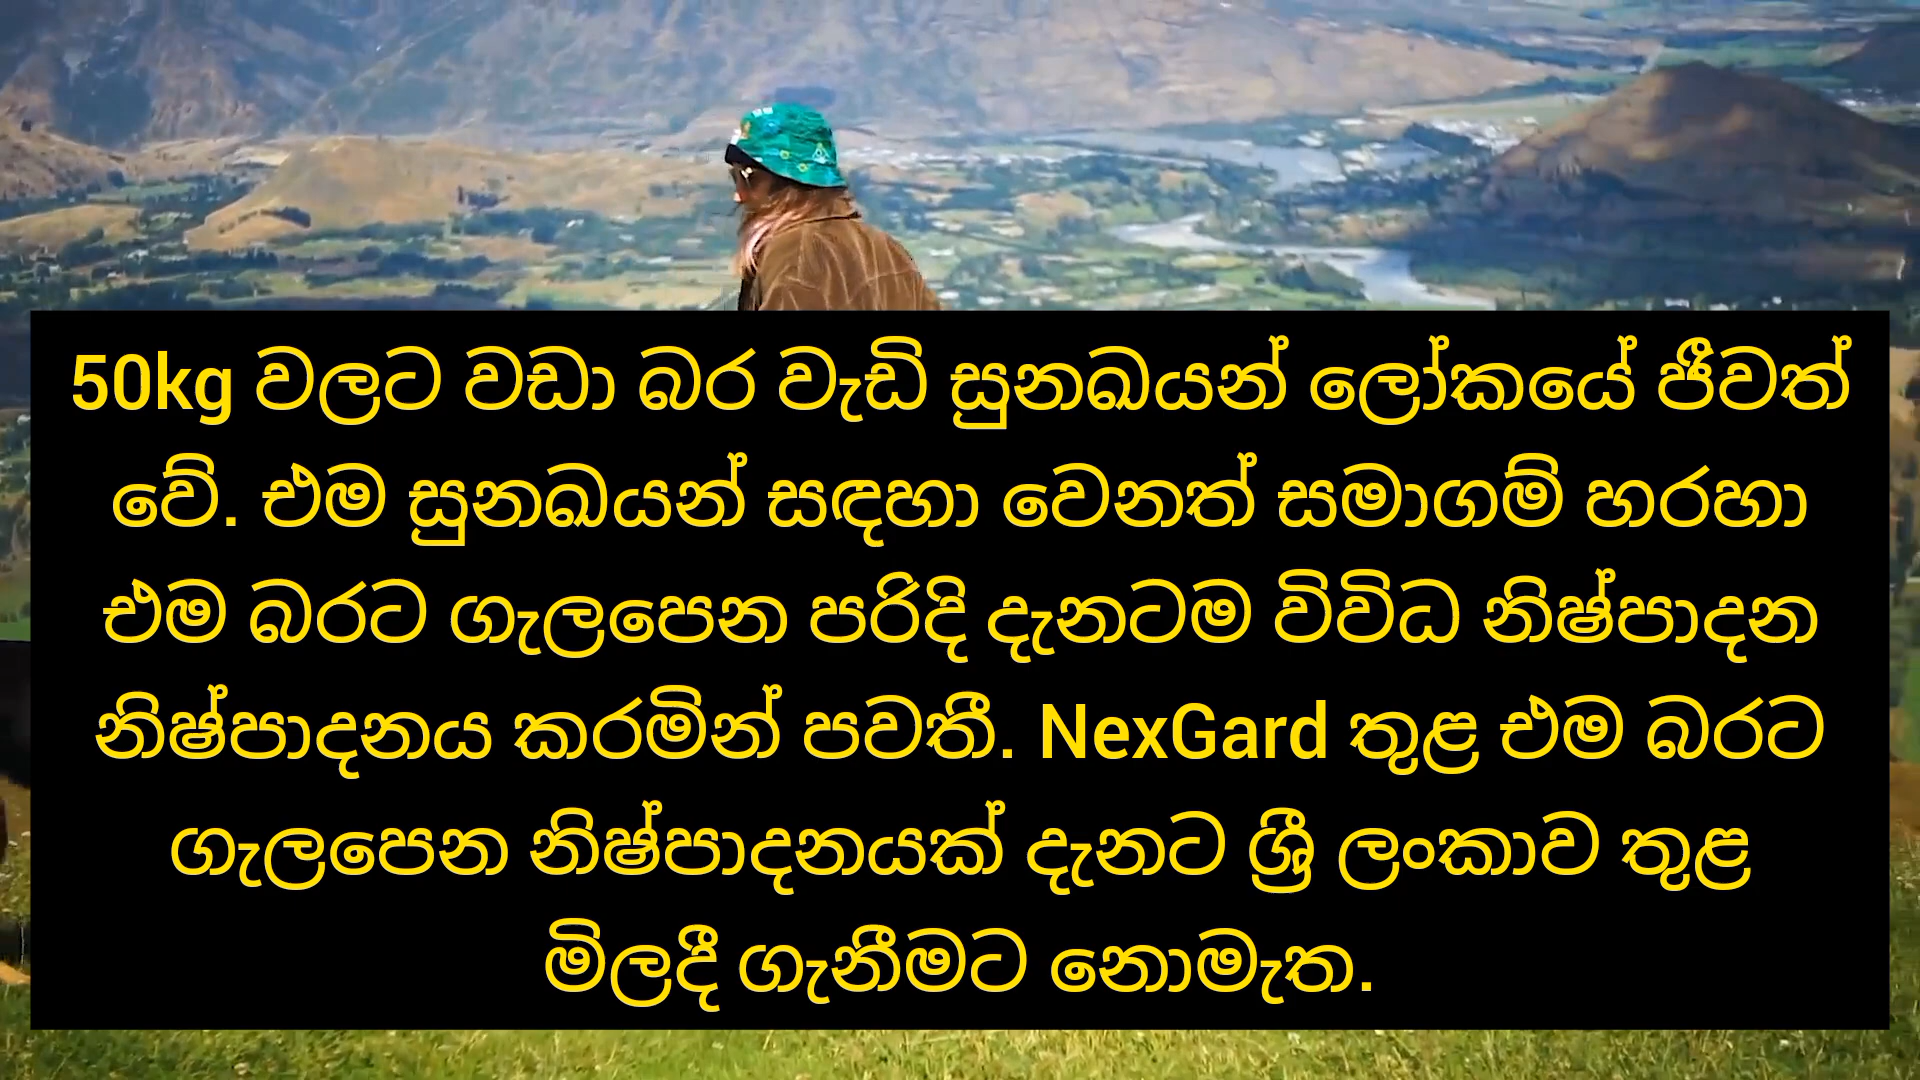 50kg වලට වඩා බර වැඩි සුනඛයන් ලෝකයේ ජීවත්
වේ. එම සුනඛයන් සඳහා වෙනත් සමාගම් හරහා
එම බරට ගැලපෙන පරිදි දැනටම විවිධ නිෂ්පාදන
නිෂ්පාදනය කරමින් පවතී. NexGard තුළ එම බරට
ගැලපෙන නිෂ්පාදනයක් දැනට ශ්‍රී ලංකාව තුළ
මිලදී ගැනීමට නොමැත.